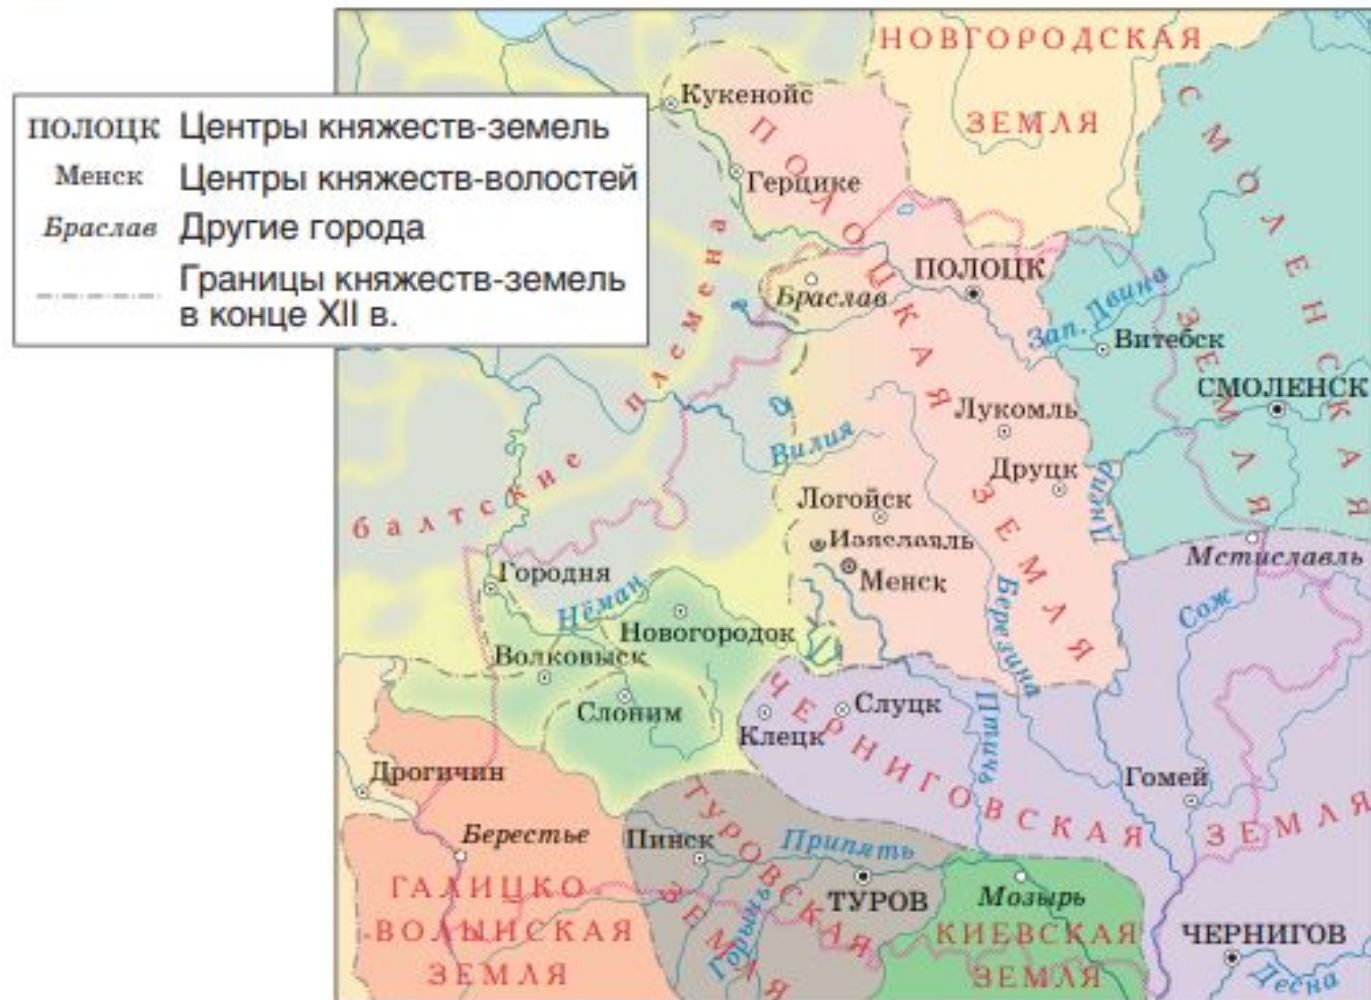 ПОЛОЦК Центры княжеств-земель
Менск Центры княжеств-волостей
Браслав Другие города
Границы княжеств-земель
в конце XII в.
НОВГОРОДСКАЯ
ЗЕМЛЯ
СМОЛЕНСКАЯ
ЗЕМЛЯ
Кукенойс
ПОЛОЦКАЯ
ЗЕМЛЯ
Герцике
балтские племена
ПОЛОЦК
Браслав
Зап. Двина
Витебск
СМОЛЕНСК
Лукомль
Вилия
Друцк
Днепр
Логойск
Изяславль
Менск
Мстиславль
Городня
Нёман
Березина
Сож
Новогородок
Волковыск
Слоним
ЧЕРНИГОВСКАЯ
ЗЕМЛЯ
Слуцк
Клецк
Птичь
Дрогичин
Гомей
ТУРОВСКАЯ
ЗЕМЛЯ
Берестье
Пинск
Припять
ГАЛИЦКО-
ВОЛЫНСКАЯ
ЗЕМЛЯ
Горынь
ТУРОВ
Мозырь
КИЕВСКАЯ
ЗЕМЛЯ
ЧЕРНИГОВ
Десна